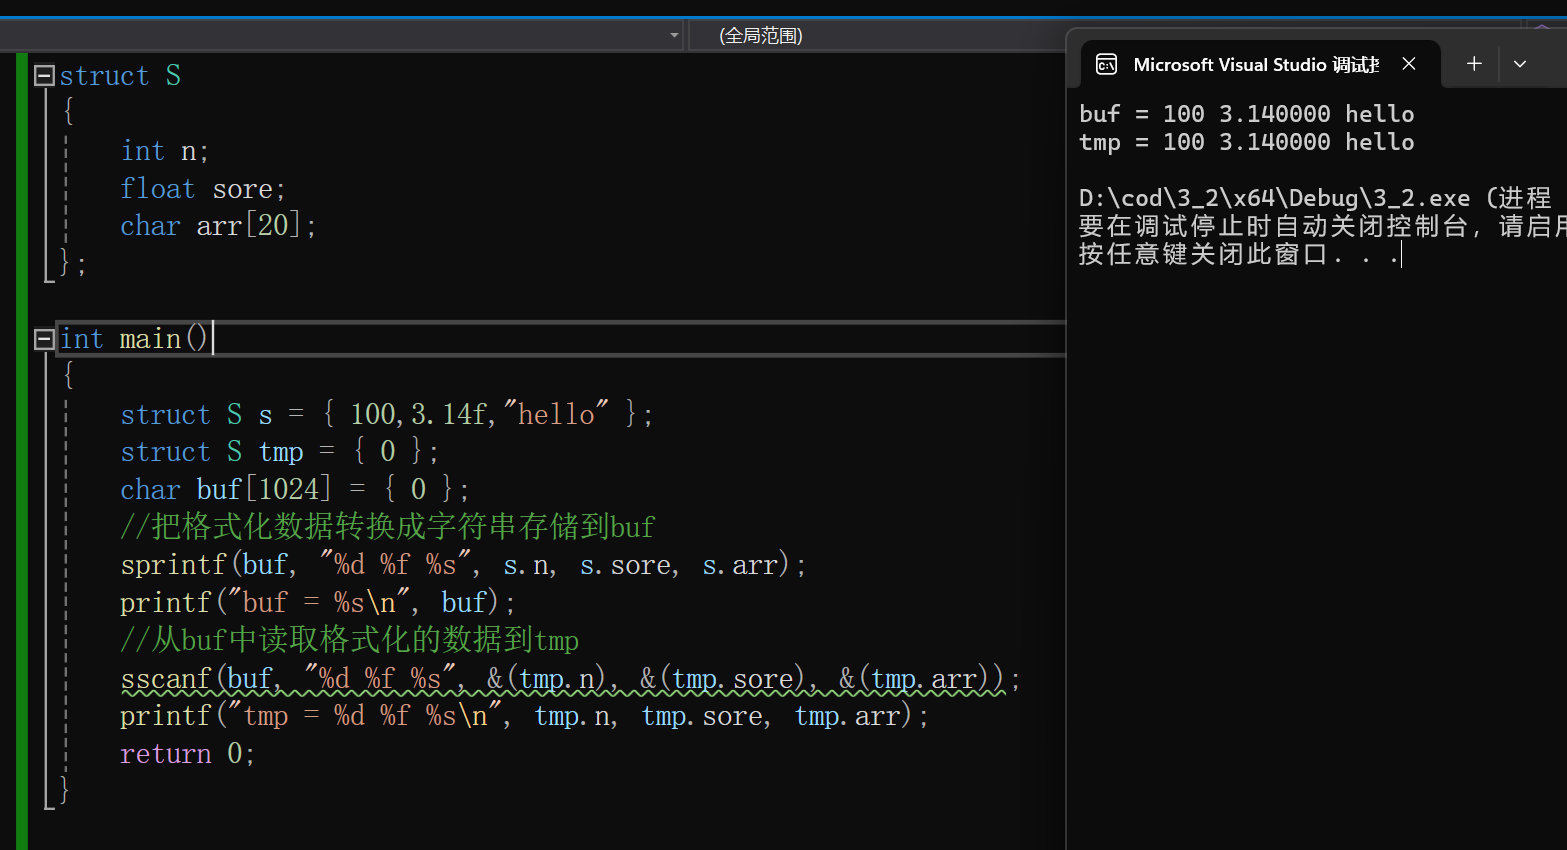 (全局范围)
struct S
{
int n;
float sore;
char arr[20];
};
int main()
{
struct S s = { 100,3.14f,"hello" };
struct S tmp = { 0 };
char buf[1024] = { 0 };
//把格式化数据转换成字符串存储到buf
sprintf(buf, "%d %f %s", s.n, s.sore, s.arr);
printf("buf = %s\n", buf);
//从buf中读取格式化的数据到tmp
sscanf(buf, "%d %f %s", &(tmp.n), &(tmp.sore), &(tmp.arr));
printf("tmp = %d %f %s\n", tmp.n, tmp.sore, tmp.arr);
return 0;
}
Microsoft Visual Studio 调试
buf = 100 3.140000 hello
tmp = 100 3.140000 hello
D:\cod\3_2\x64\Debug\3_2.exe (进程
要在调试停止时自动关闭控制台，请启用
按任意键关闭此窗口. . .